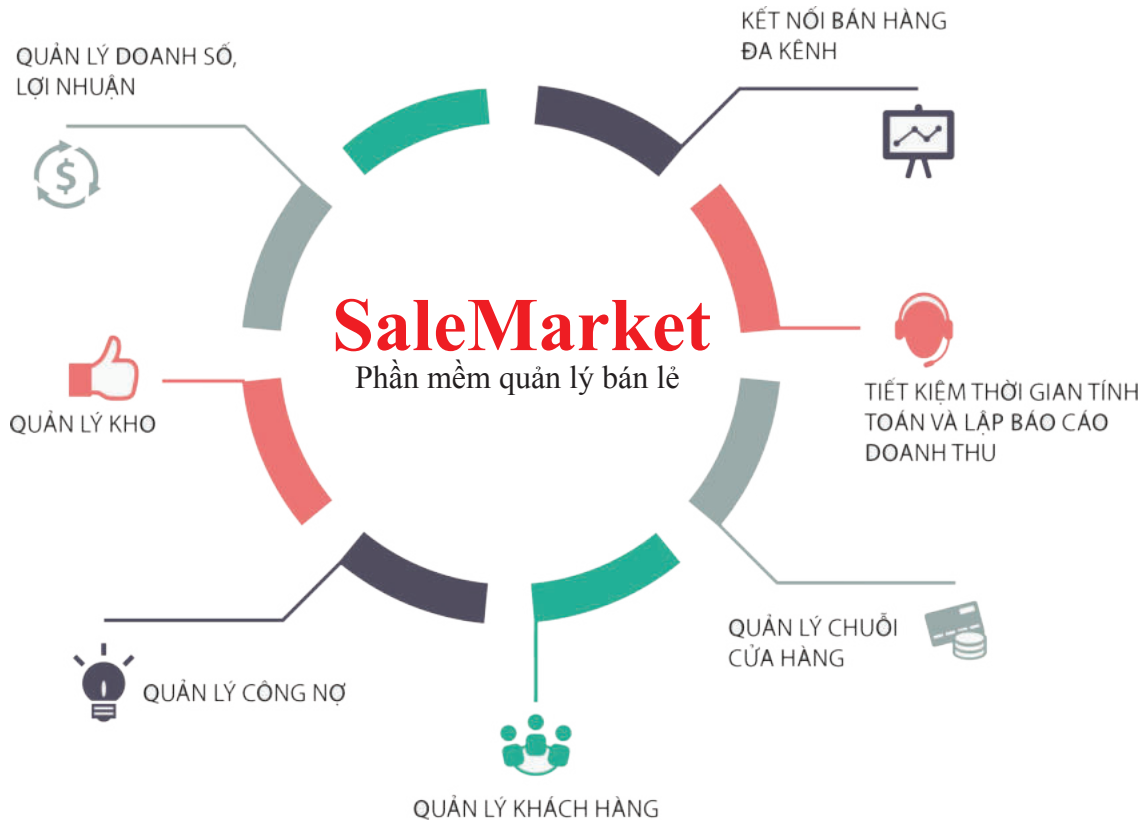 KẾT NỐI BÁN HÀNG
ĐA KÊNH
QUẢN LÝ DOANH SỐ,
LỢI NHUẬN
$
SaleMarket
Phần mềm quản lý bán lẻ
QUẢN LÝ KHO
TIẾT KIỆM THỜI GIAN TÍNH
TOÁN VÀ LẬP BÁO CÁO
DOANH THU
QUẢN LÝ CHUỖI
CỬA HÀNG
QUẢN LÝ CÔNG NỢ
QUẢN LÝ KHÁCH HÀNG